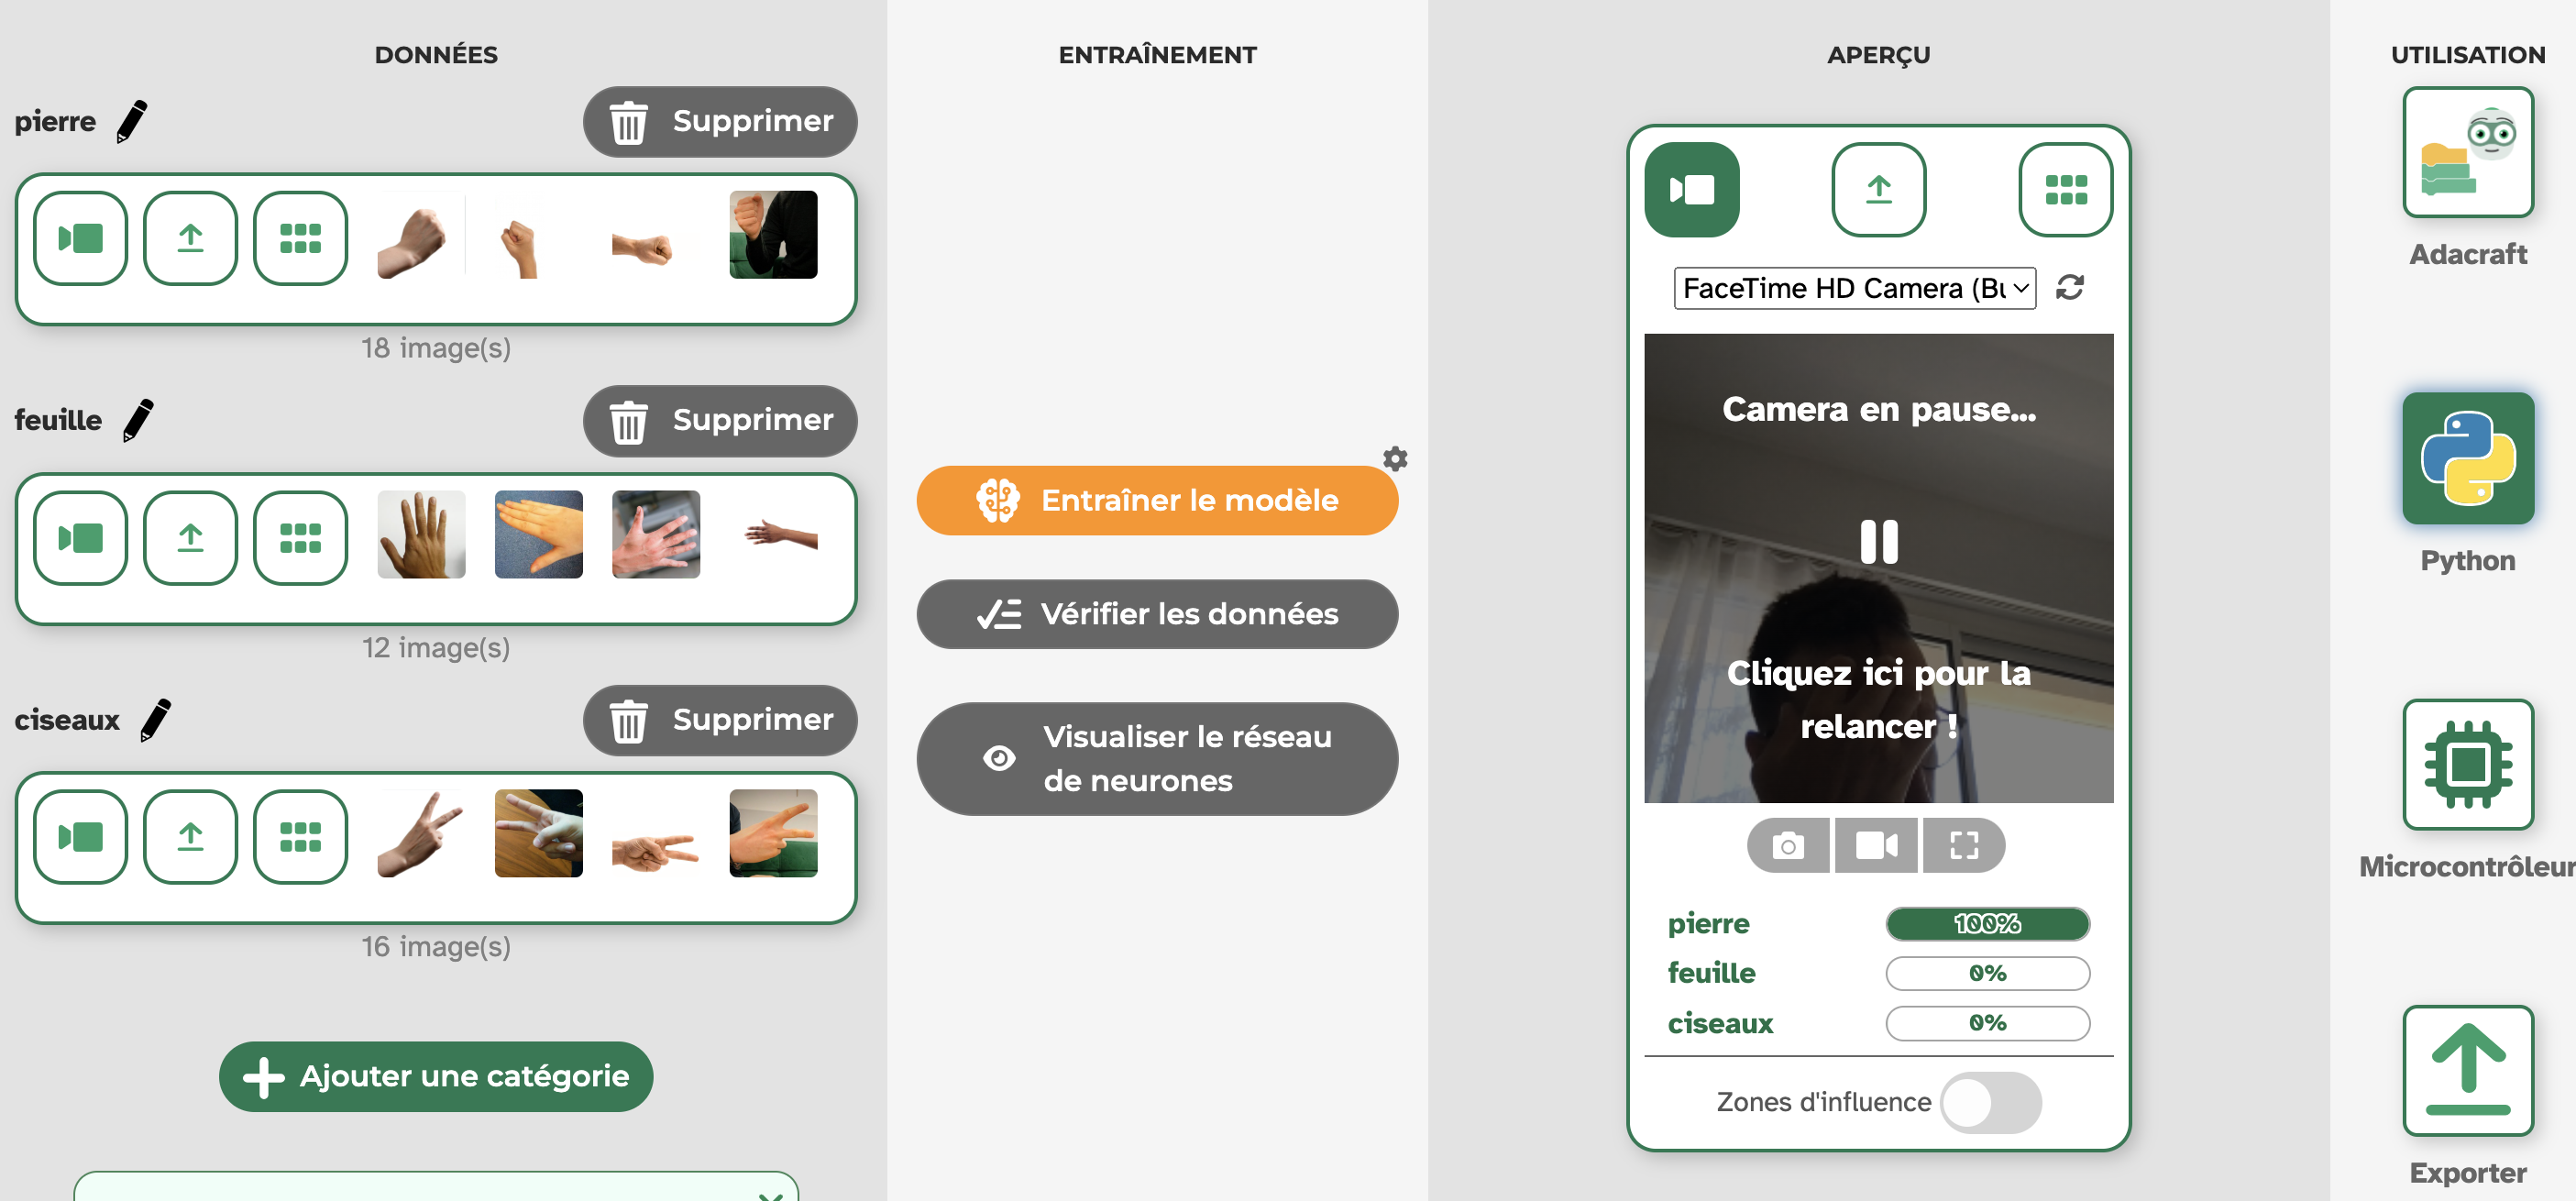 DONNÉES
pierre
Supprimer
18 image(s)
feuille
Supprimer
12 image(s)
ciseaux
Supprimer
16 image(s)
Ajouter une catégorie
ENTRAÎNEMENT
Entraîner le modèle
Vérifier les données
Visualiser le réseau
de neurones
APERÇU
FaceTime HD Camera (Bu
Camera en pause...
Cliquez ici pour la
relancer !
pierre 100%
feuille 0%
ciseaux 0%
Zones d'influence
UTILISATION
Adacraft
Python
Microcontrôleur
Exporter